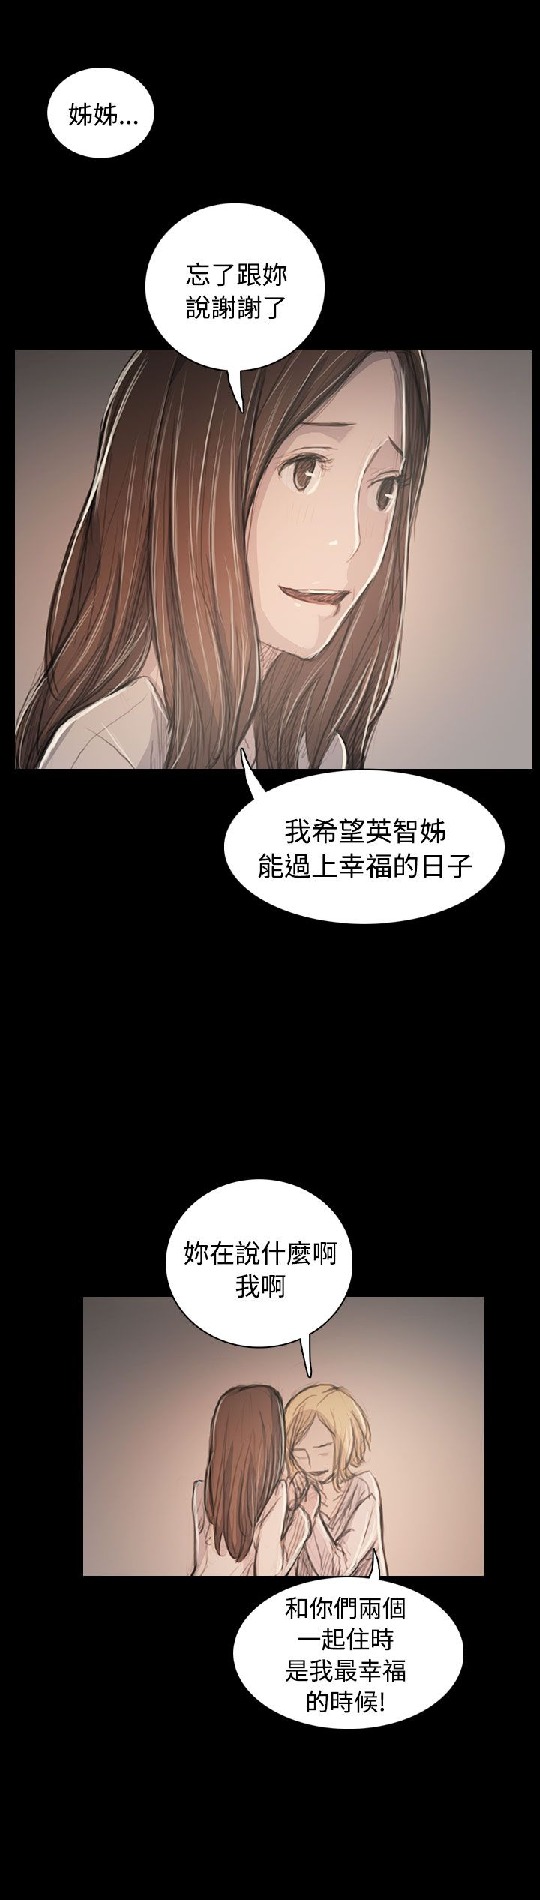 姊姊...
忘了跟妳
說謝謝了
我希望英智姊
能過上幸福的日子
妳在說什麼啊
我啊
和你們兩個
一起住時
是我最幸福
的時候!